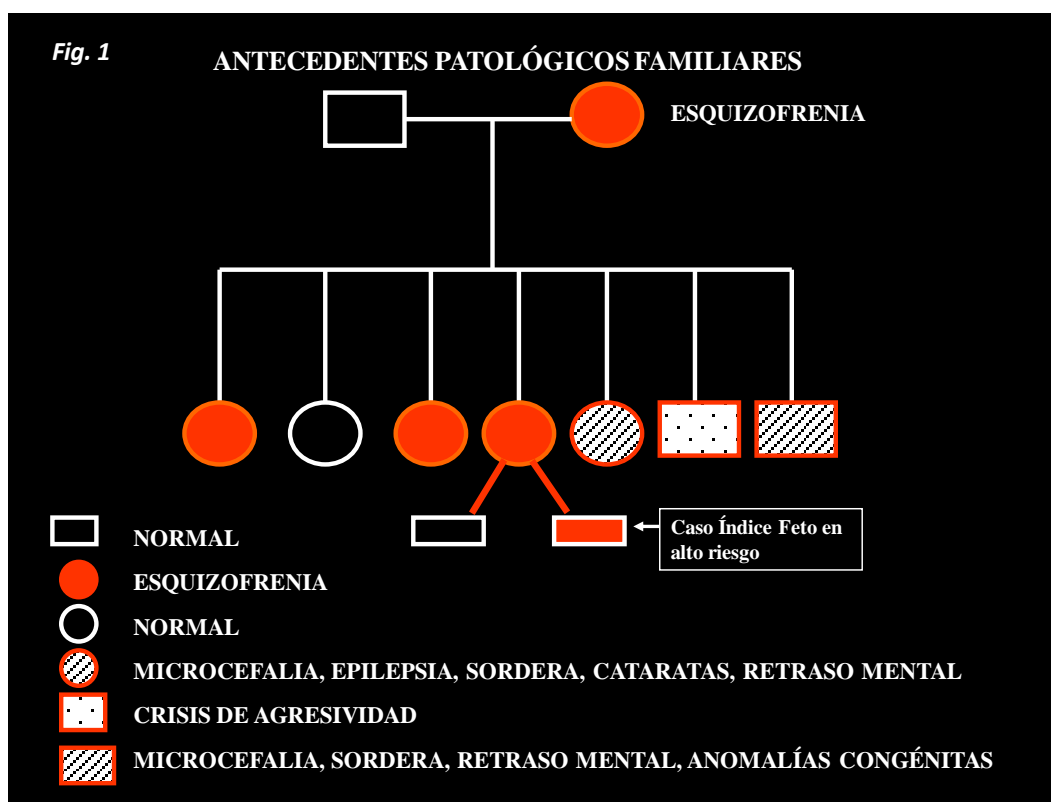 Fig. 1
ANTECEDENTES PATOLÓGICOS FAMILIARES
ESQUIZOFRENIA
Caso Índice Feto en
alto riesgo
NORMAL
ESQUIZOFRENIA
NORMAL
MICROCEFALIA, EPILEPSIA, SORDERA, CATARATAS, RETRASO MENTAL
CRISIS DE AGRESIVIDAD
MICROCEFALIA, SORDERA, RETRASO MENTAL, ANOMALÍAS CONGÉNITAS